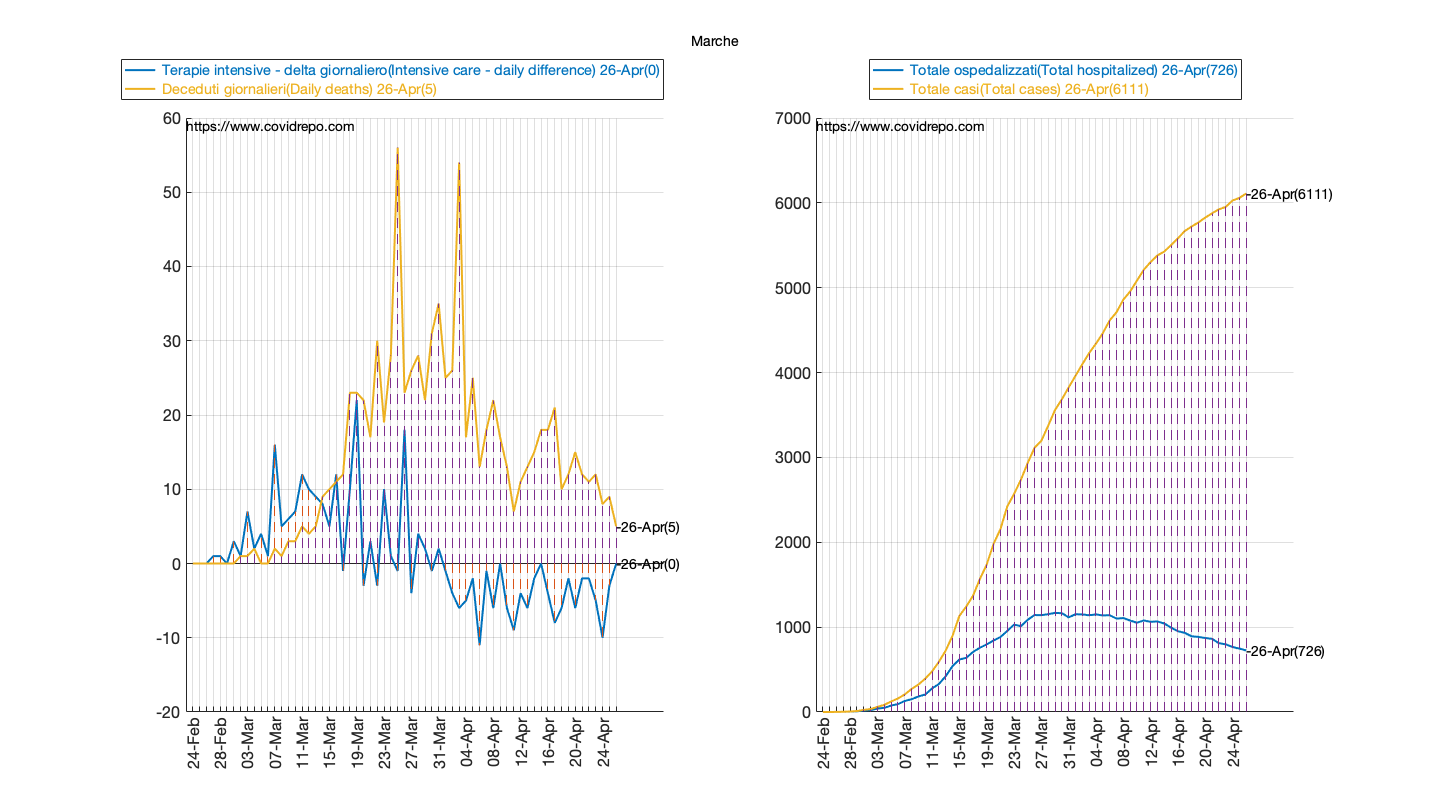 Marche
Terapie intensive - delta giornaliero(Intensive care - daily difference) 26-Apr(0)
Deceduti giornalieri(Daily deaths) 26-Apr(5)
https://www.covidrepo.com
60
50
40
30
20
10
0
-10
-20
-26-Apr(5)
-26-Apr(0)
24-Feb
28-Feb
03-Mar
07-Mar
11-Mar
15-Mar
19-Mar
23-Mar
27-Mar
31-Mar
04-Apr
08-Apr
12-Apr
16-Apr
20-Apr
24-Apr
Totale ospedalizzati(Total hospitalized) 26-Apr(726)
Totale casi(Total cases) 26-Apr(6111)
https://www.covidrepo.com
7000
6000
5000
4000
3000
2000
1000
0
-26-Apr(6111)
-26-Apr(726)
24-Feb
28-Feb
03-Mar
07-Mar
11-Mar
15-Mar
19-Mar
23-Mar
27-Mar
31-Mar
04-Apr
08-Apr
12-Apr
16-Apr
20-Apr
24-Apr